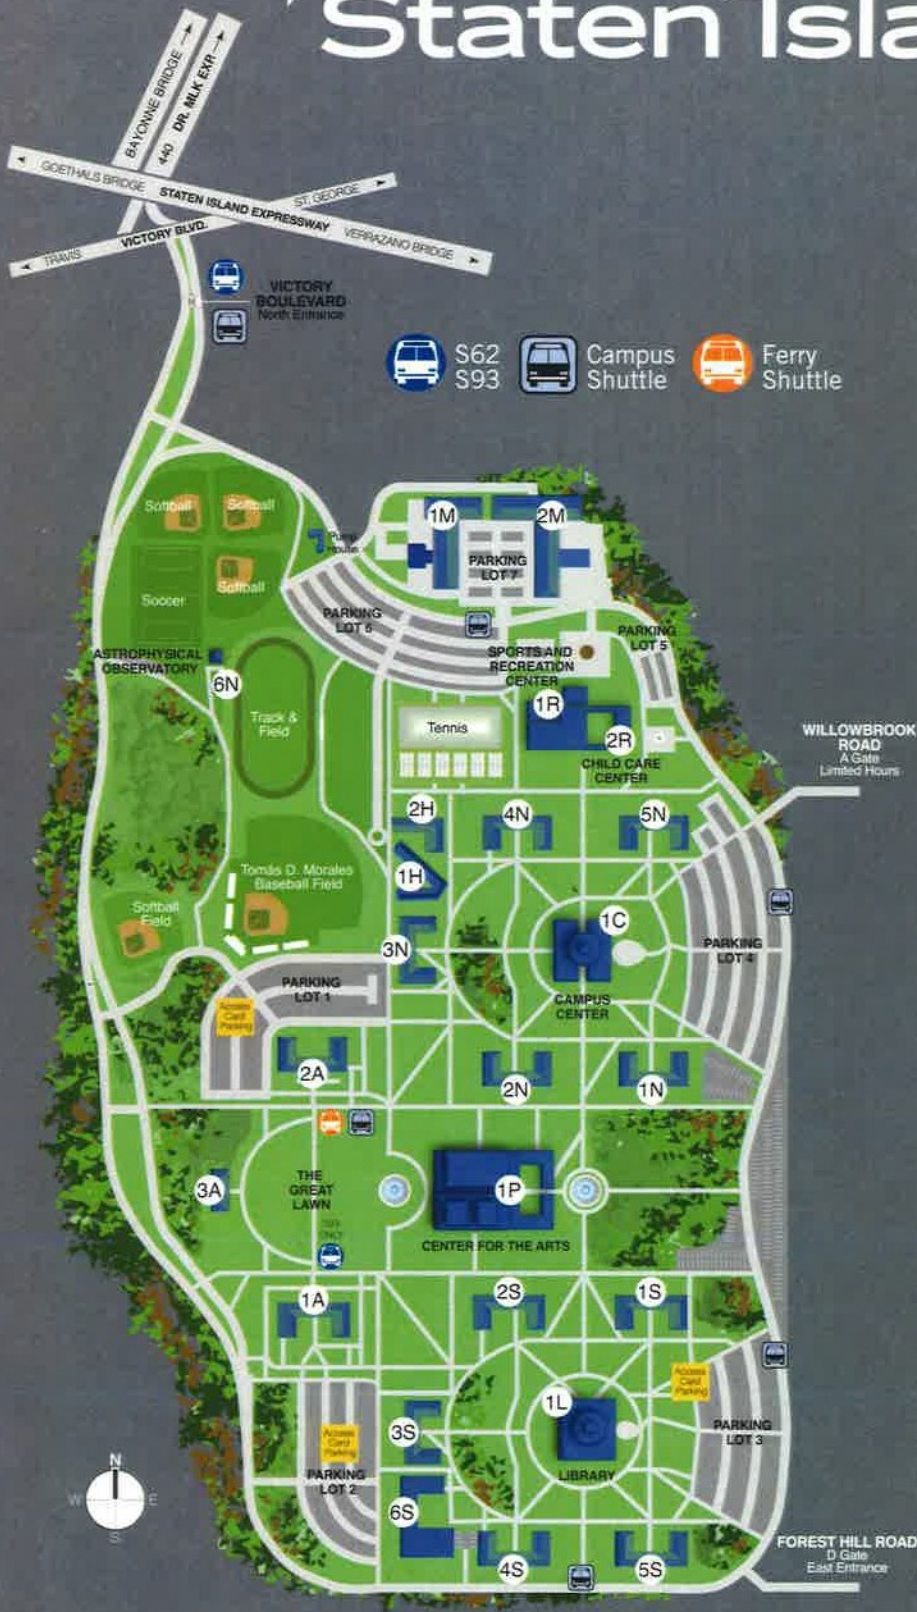 Staten Isla
BAYONNE BRIDGE
440 DR. MLK EXP.
GOETHALS BRIDGE
STATEN ISLAND EXPRESSWAY
VERRAZANO BRIDGE
ST. GEORGE
VICTORY BLVD.
TRAVIS
VICTORY
BOULEVARD
North Entrance
S62
S93
Campus
Shuttle
Ferry
Shuttle
Softball
Softball
1M
2M
Pump
House
PARKING
LOT 7
Softball
Soccer
PARKING
LOT 6
PARKING
LOT 5
ASTROPHYSICAL
OBSERVATORY
SPORTS AND
RECREATION
CENTER
6N
1R
Track &
Field
Tennis
2R
CHILD CARE
CENTER
WILLOWBROOK
ROAD
A Gate
Limited Hours
2H
4N
5N
Tomás D. Morales
Baseball Field
1H
Softball
Field
1C
3N
PARKING
LOT 4
PARKING
LOT 1
CAMPUS
CENTER
Access
Card
Parking
2A
2N
1N
THE
GREAT
LAWN
3A
1P
CENTER FOR THE ARTS
1A
2S
1S
Access
Card
Parking
1L
3S
PARKING
LOT 3
Access
Card
Parking
LIBRARY
PARKING
LOT 2
N
W
E
S
6S
4S
5S
FOREST HILL ROAD
D Gate
East Entrance